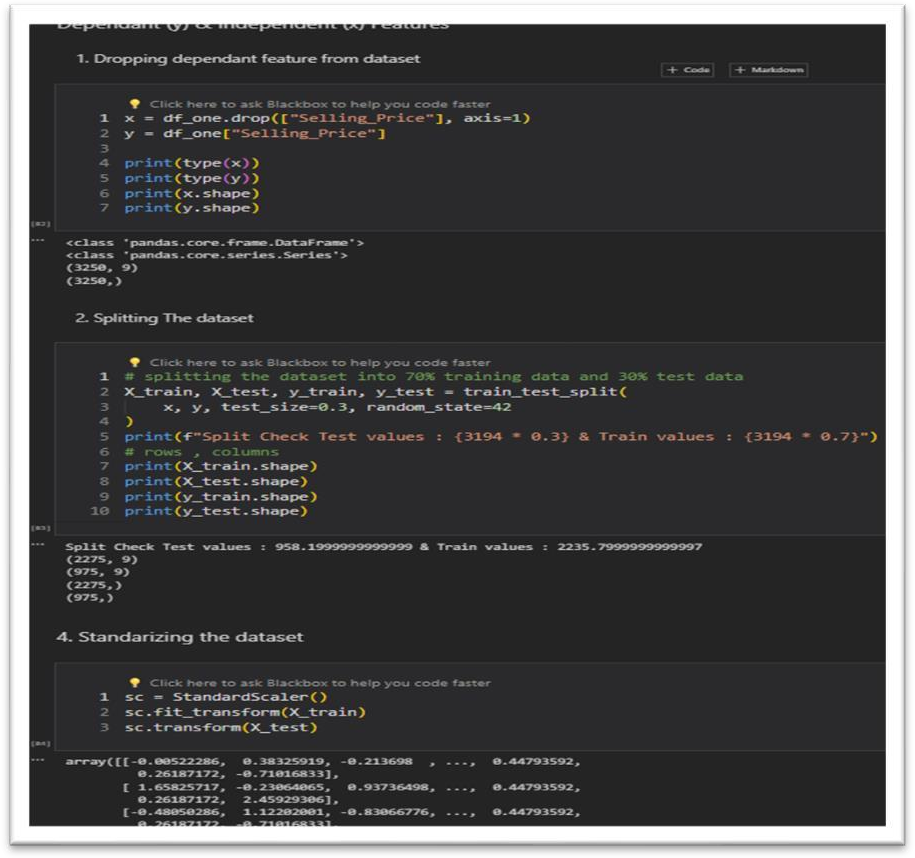 Dependant (y) & Independent (x) Features
1. Dropping dependant feature from dataset
+ Code + Markdown
Click here to ask Blackbox to help you code faster
1 x = df_one.drop(["Selling_Price"], axis=1)
2 y = df_one["Selling_Price"]
3
4 print(type(x))
5 print(type(y))
6 print(x.shape)
7 print(y.shape)
...
<class 'pandas.core.frame.DataFrame'>
<class 'pandas.core.series.Series'>
(3250, 9)
(3250,)
2. Splitting The dataset
Click here to ask Blackbox to help you code faster
1 # splitting the dataset into 70% training data and 30% test data
2 X_train, X_test, y_train, y_test = train_test_split(
3 x, y, test_size=0.3, random_state=42
4 )
5 print(f"Split Check Test values : {3194 * 0.3} & Train values : {3194 * 0.7}")
6 # rows , columns
7 print(X_train.shape)
8 print(X_test.shape)
9 print(y_train.shape)
10 print(y_test.shape)
...
Split Check Test values : 958.1999999999999 & Train values : 2235.7999999999997
(2275, 9)
(975, 9)
(2275,)
(975,)
4. Standarizing the dataset
Click here to ask Blackbox to help you code faster
1 sc = StandardScaler()
2 sc.fit_transform(X_train)
3 sc.transform(X_test)
...
array([[-0.00522286, 0.38325919, -0.213698 , ..., 0.44793592,
0.26187172, -0.71016833],
[ 1.65825717, -0.23064065, 0.93736498, ..., 0.44793592,
0.26187172, 2.45929306],
[-0.48050286, 1.12202001, -0.83066776, ..., 0.44793592,
0.26187172, -0.71016833],